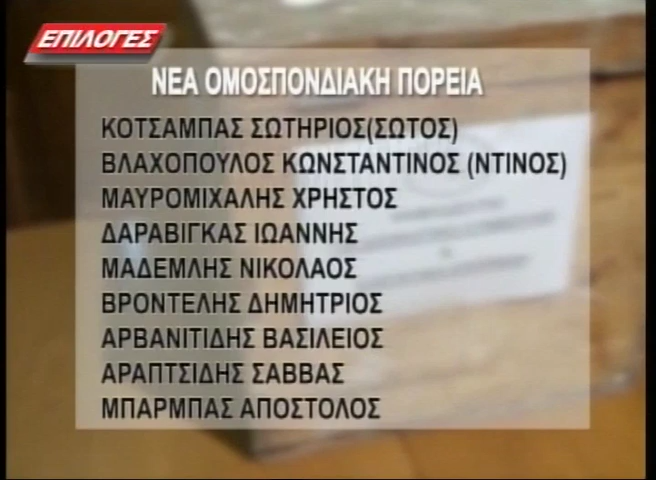 ΕΠΙΛΟΓΕΣ
ΝΕΑ ΟΜΟΣΠΟΝΔΙΑΚΗ ΠΟΡΕΙΑ
ΚΟΤΣΑΜΠΑΣ ΣΩΤΗΡΙΟΣ(ΣΩΤΟΣ)
ΒΛΑΧΟΠΟΥΛΟΣ ΚΩΝΣΤΑΝΤΙΝΟΣ (ΝΤΙΝΟΣ)
ΜΑΥΡΟΜΙΧΑΛΗΣ ΧΡΗΣΤΟΣ
ΔΑΡΑΒΙΓΚΑΣ ΙΩΑΝΝΗΣ
ΜΑΔΕΜΛΗΣ ΝΙΚΟΛΑΟΣ
ΒΡΟΝΤΕΛΗΣ ΔΗΜΗΤΡΙΟΣ
ΑΡΒΑΝΙΤΙΔΗΣ ΒΑΣΙΛΕΙΟΣ
ΑΡΑΠΤΣΙΔΗΣ ΣΑΒΒΑΣ
ΜΠΑΡΜΠΑΣ ΑΠΟΣΤΟΛΟΣ